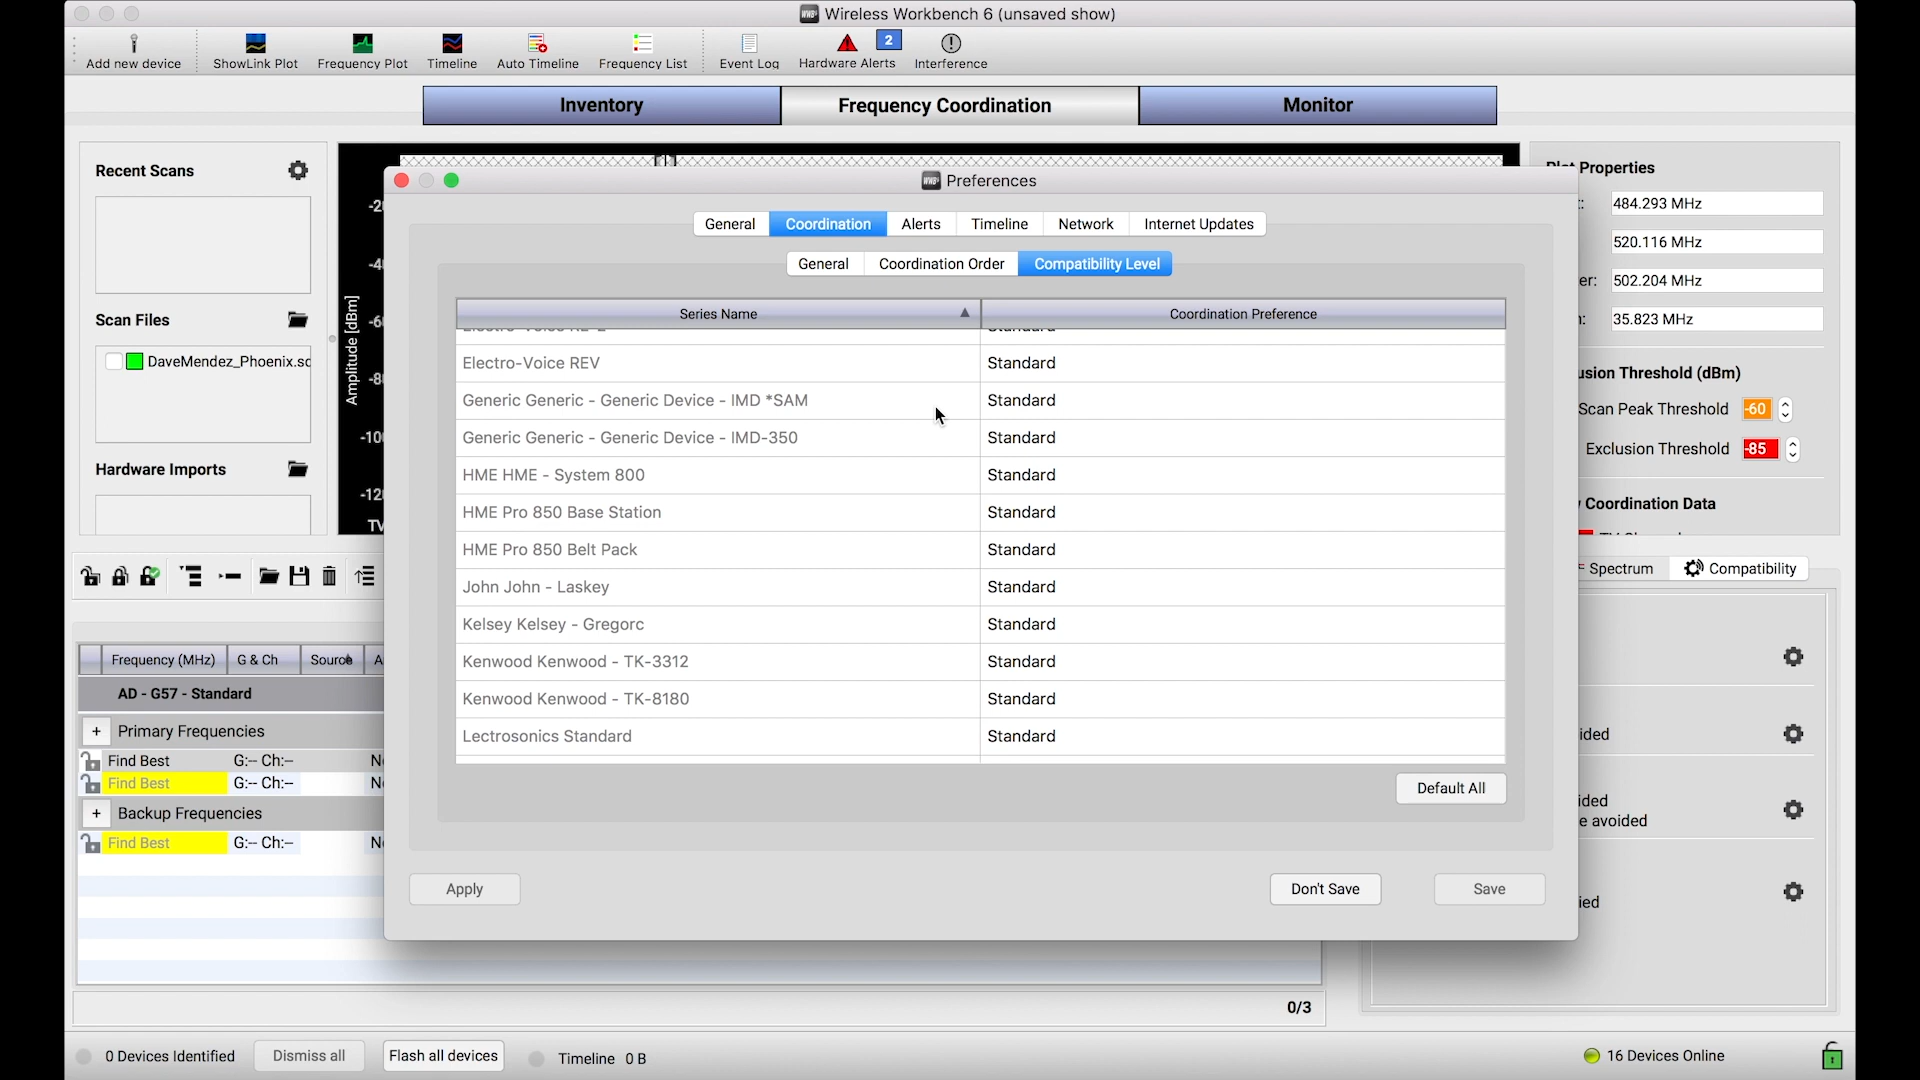 Wireless Workbench 6 (unsaved show)
Add new device
ShowLink Plot
Frequency Plot
Timeline
Auto Timeline
Frequency List
Event Log
Hardware Alerts
2
Interference
Inventory
Frequency Coordination
Monitor
Recent Scans
Scan Files
DaveMendez_Phoenix.sc
Hardware Imports
Amplitude [dBm]
-2
-4
-6
-8
-10
-12
TV
Preferences
General
Coordination
Alerts
Timeline
Network
Internet Updates
General
Coordination Order
Compatibility Level
Series Name
Coordination Preference
Electro-Voice REV
Standard
Generic Generic - Generic Device - IMD *SAM
Standard
Generic Generic - Generic Device - IMD-350
Standard
HME HME - System 800
Standard
HME Pro 850 Base Station
Standard
HME Pro 850 Belt Pack
Standard
John John - Laskey
Standard
Kelsey Kelsey - Gregorc
Standard
Kenwood Kenwood - TK-3312
Standard
Kenwood Kenwood - TK-8180
Standard
Lectrosonics Standard
Standard
Default All
Apply
Don't Save
Save
Properties
484.293 MHz
520.116 MHz
er: 502.204 MHz
35.823 MHz
usion Threshold (dBm)
Scan Peak Threshold -60
Exclusion Threshold -85
Coordination Data
Spectrum
Compatibility
ided
ided
e avoided
ied
Frequency (MHz)
G & Ch
Source
A
AD - G57 - Standard
+ Primary Frequencies
Find Best G:-- Ch:-- N
Find Best G:-- Ch:-- N
+ Backup Frequencies
Find Best G:-- Ch:-- N
0/3
0 Devices Identified
Dismiss all
Flash all devices
Timeline 0 B
16 Devices Online